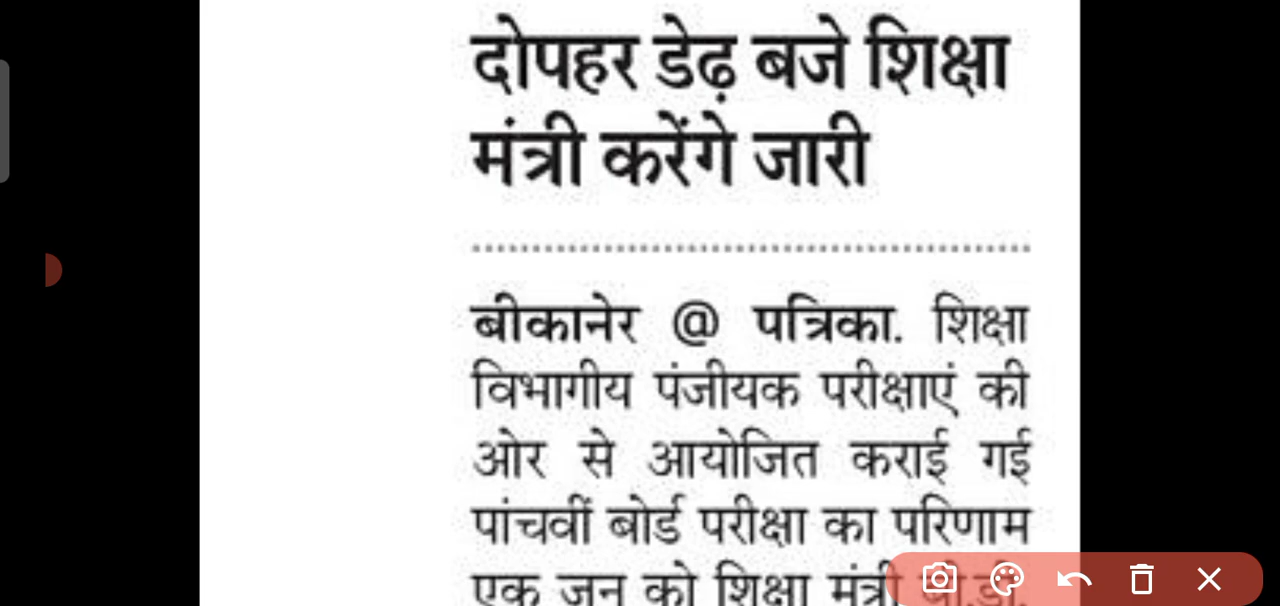 दोपहर डेढ़ बजे शिक्षा
मंत्री करेंगे जारी
बीकानेर @ पत्रिका. शिक्षा
विभागीय पंजीयक परीक्षाएं की
ओर से आयोजित कराई गई
पांचवीं बोर्ड परीक्षा का परिणाम
एक जून को शिक्षा मंत्री